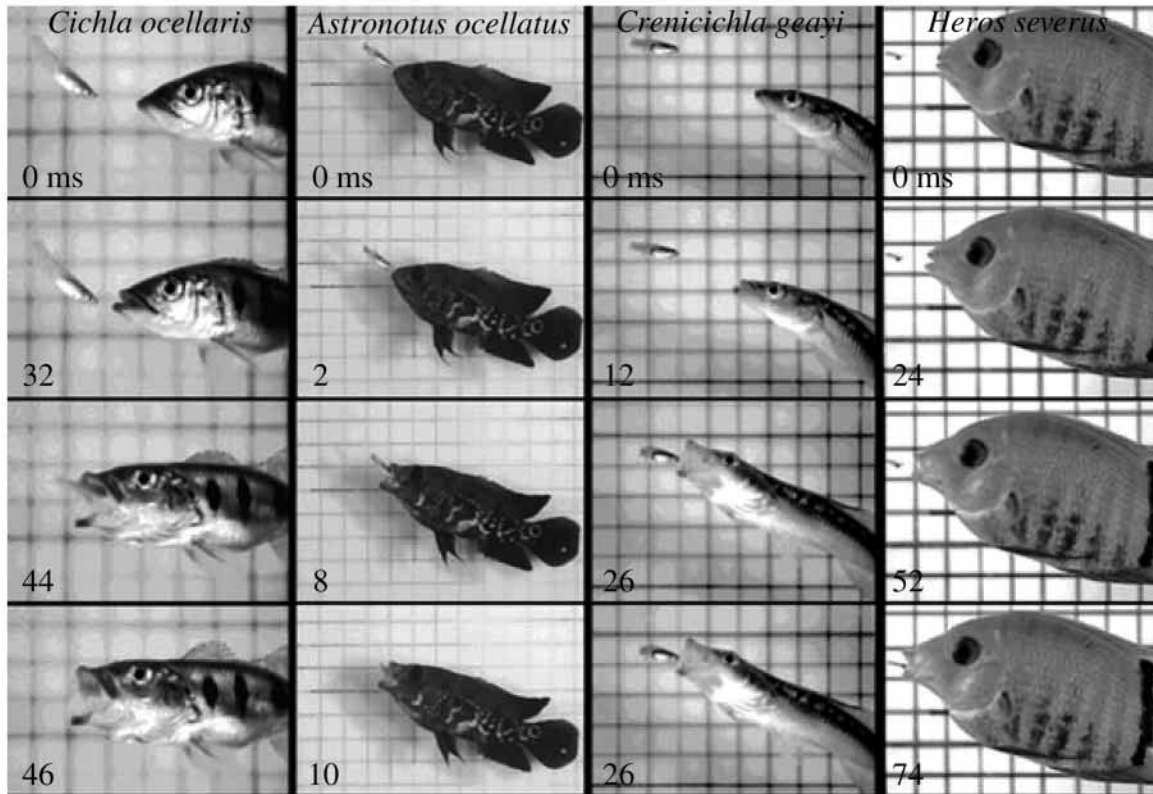 Cichla ocellaris Astronotus ocellatus Crenicichla geayi Heros severus
0 ms 0 ms 0 ms 0 ms
32 2 12 24
44 8 26 52
46 10 26 74